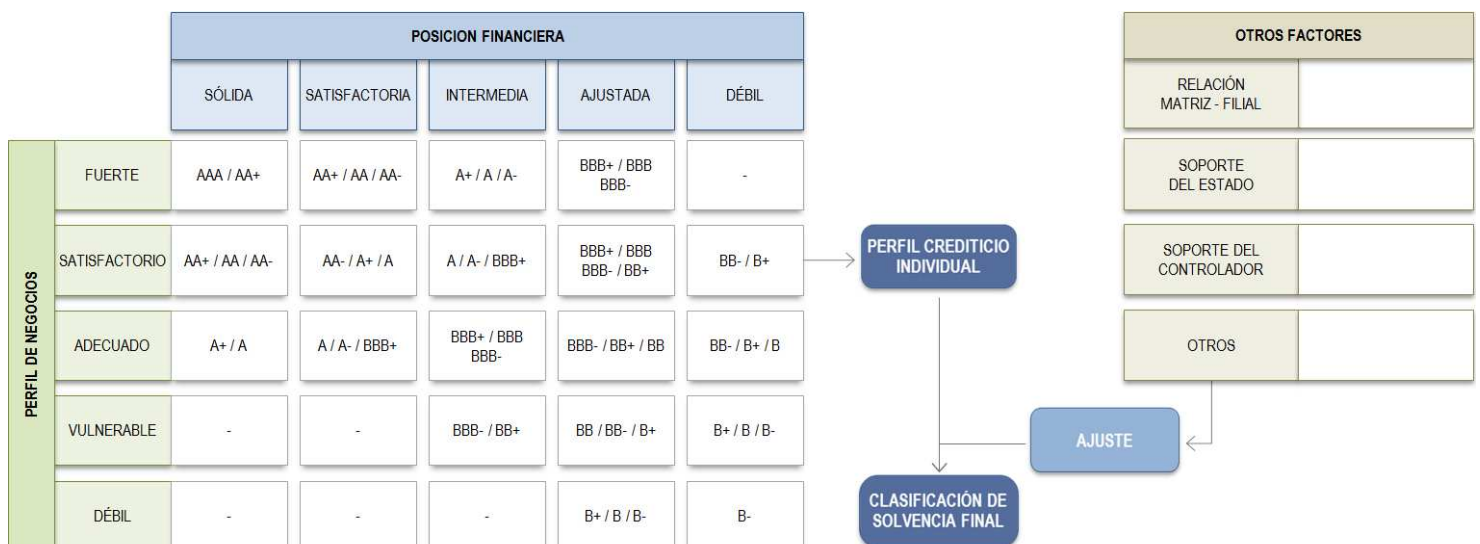 POSICION FINANCIERA
SÓLIDA SATISFACTORIA INTERMEDIA AJUSTADA DÉBIL
PERFIL DE NEGOCIOS
FUERTE AAA / AA+ AA+ / AA / AA- A+ / A / A- BBB+ / BBB
BBB- -
SATISFACTORIO AA+ / AA / AA- AA- / A+ / A A / A- / BBB+ BBB+ / BBB
BBB- / BB+ BB- / B+
ADECUADO A+ / A A / A- / BBB+ BBB+ / BBB
BBB- BBB- / BB+ / BB BB- / B+ / B
VULNERABLE - - BBB- / BB+ BB / BB- / B+ B+ / B / B-
DÉBIL - - - B+ / B / B- B-
PERFIL CREDITICIO
INDIVIDUAL
OTROS FACTORES
RELACIÓN
MATRIZ - FILIAL
SOPORTE
DEL ESTADO
SOPORTE DEL
CONTROLADOR
OTROS
AJUSTE
CLASIFICACIÓN DE
SOLVENCIA FINAL